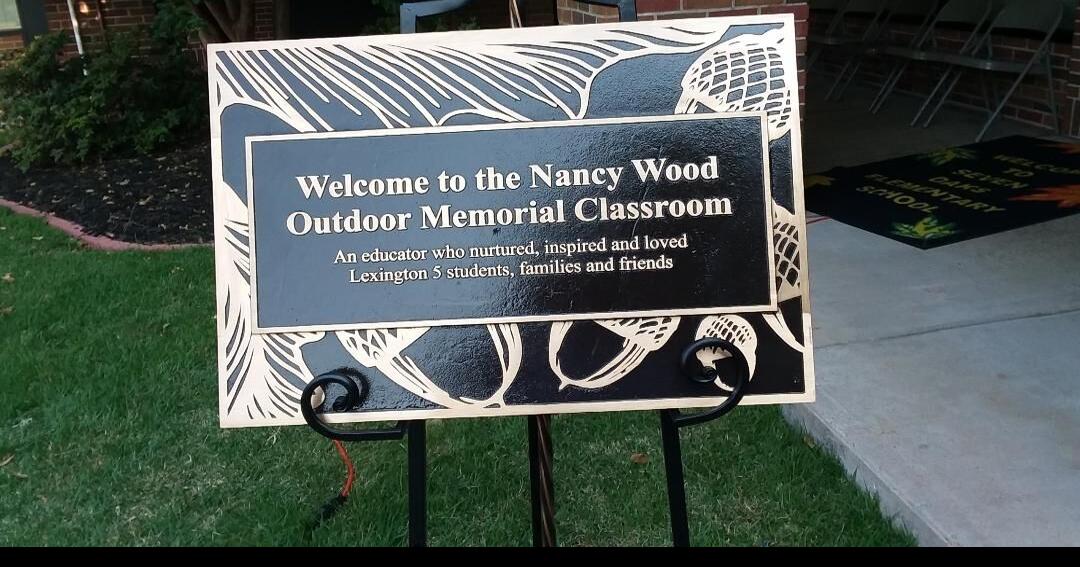 Welcome to the Nancy Wood
Outdoor Memorial Classroom
An educator who nurtured, inspired and loved
Lexington 5 students, families and friends
WELCOME
TO
SEVEN
OAKS
ELEMENTARY
SCHOOL